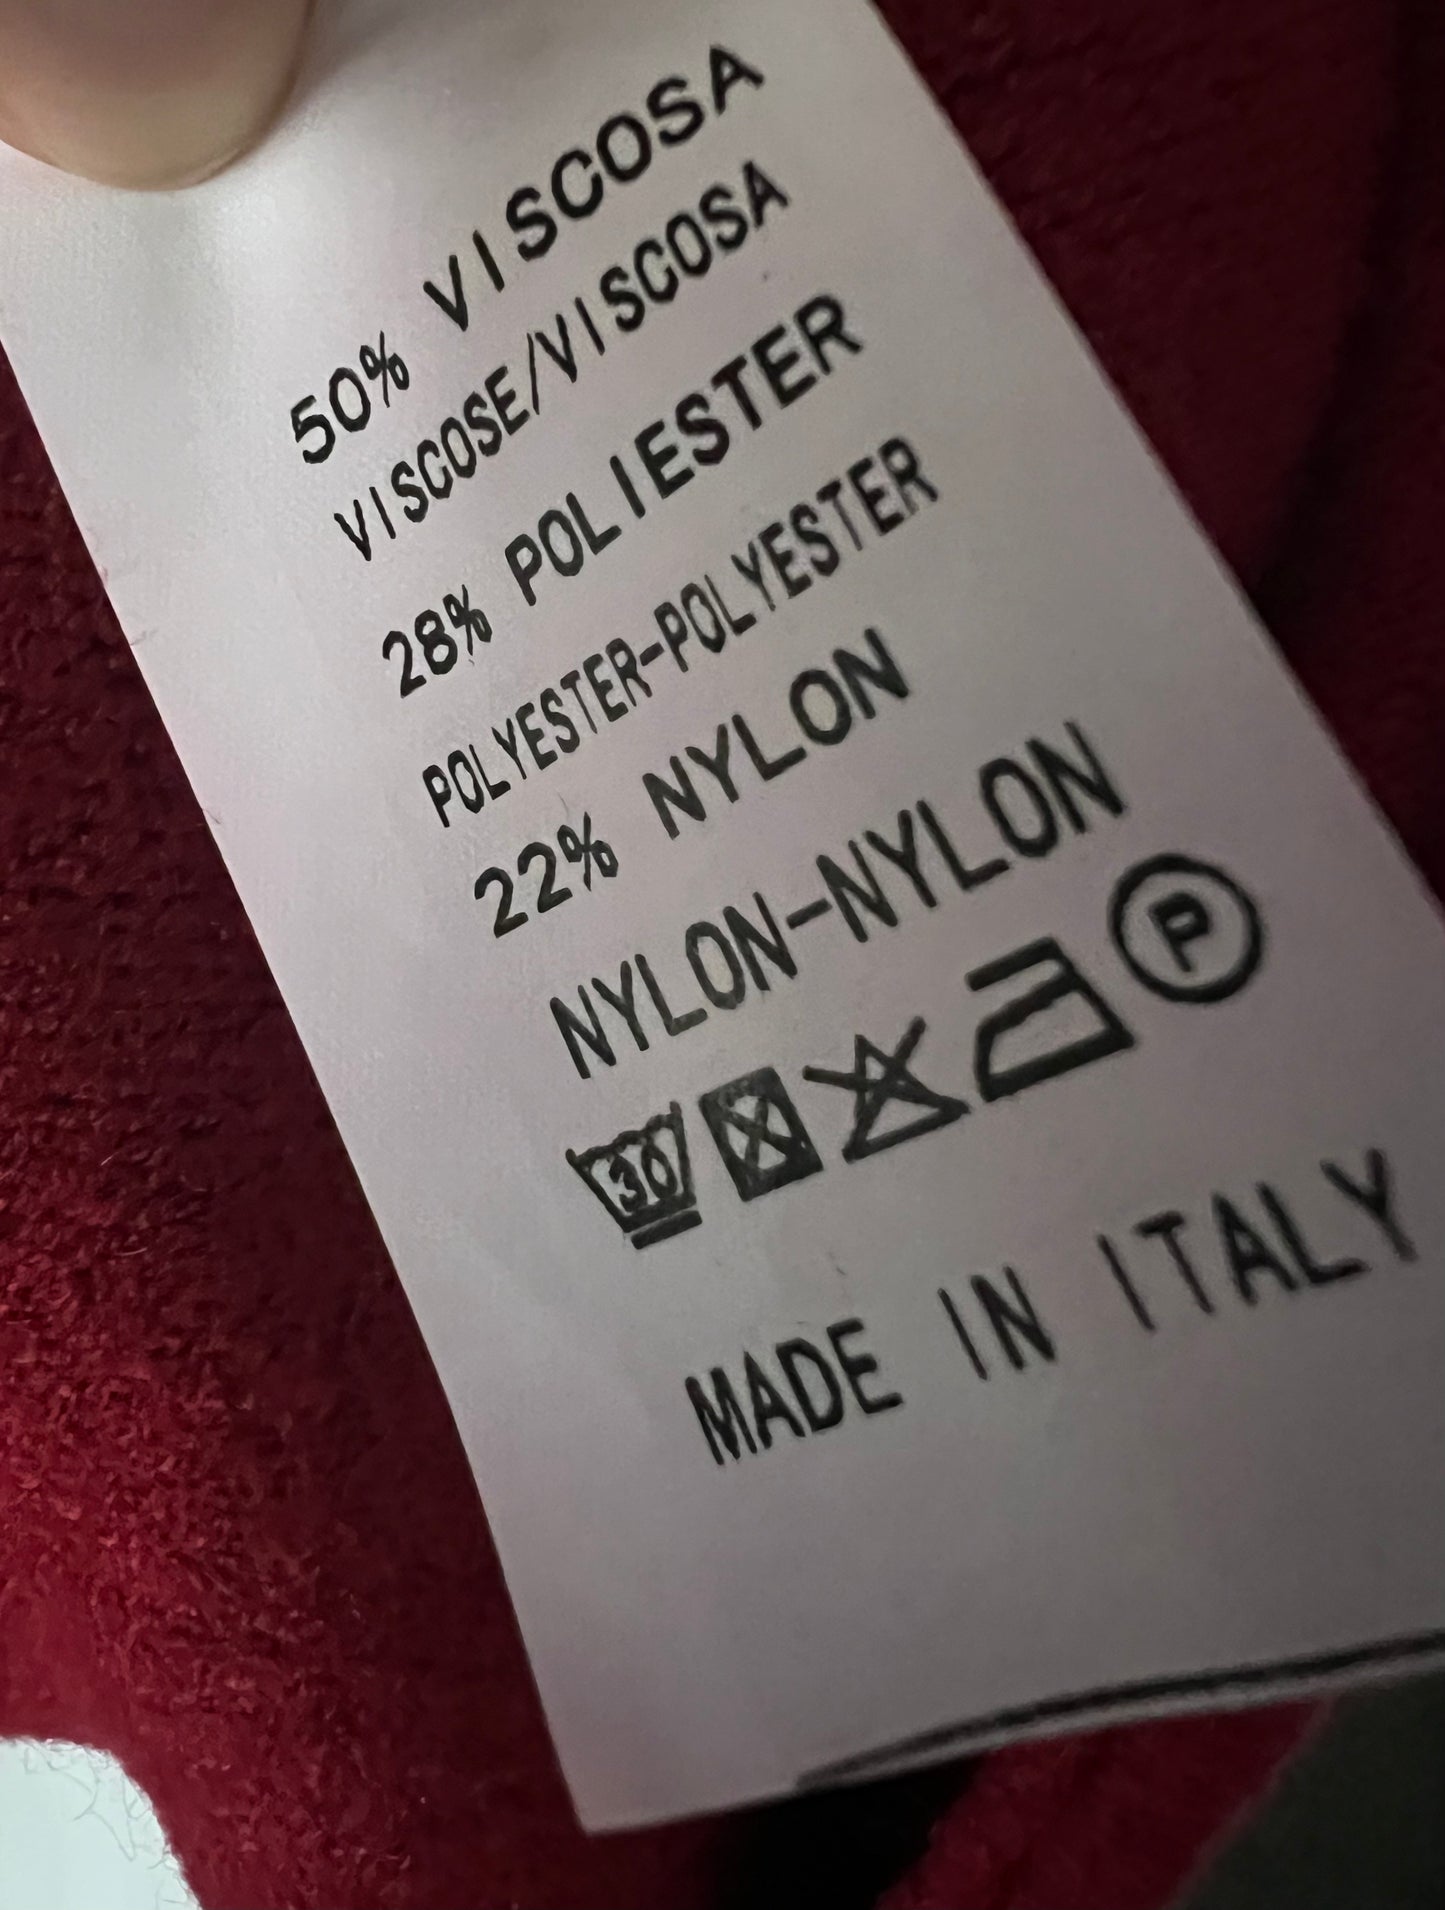 50% VISCOSA
VISCOSE/VISCOSA
28% POLIESTER
POLYESTER-POLYESTER
22% NYLON
NYLON-NYLON
30 P
MADE IN ITALY